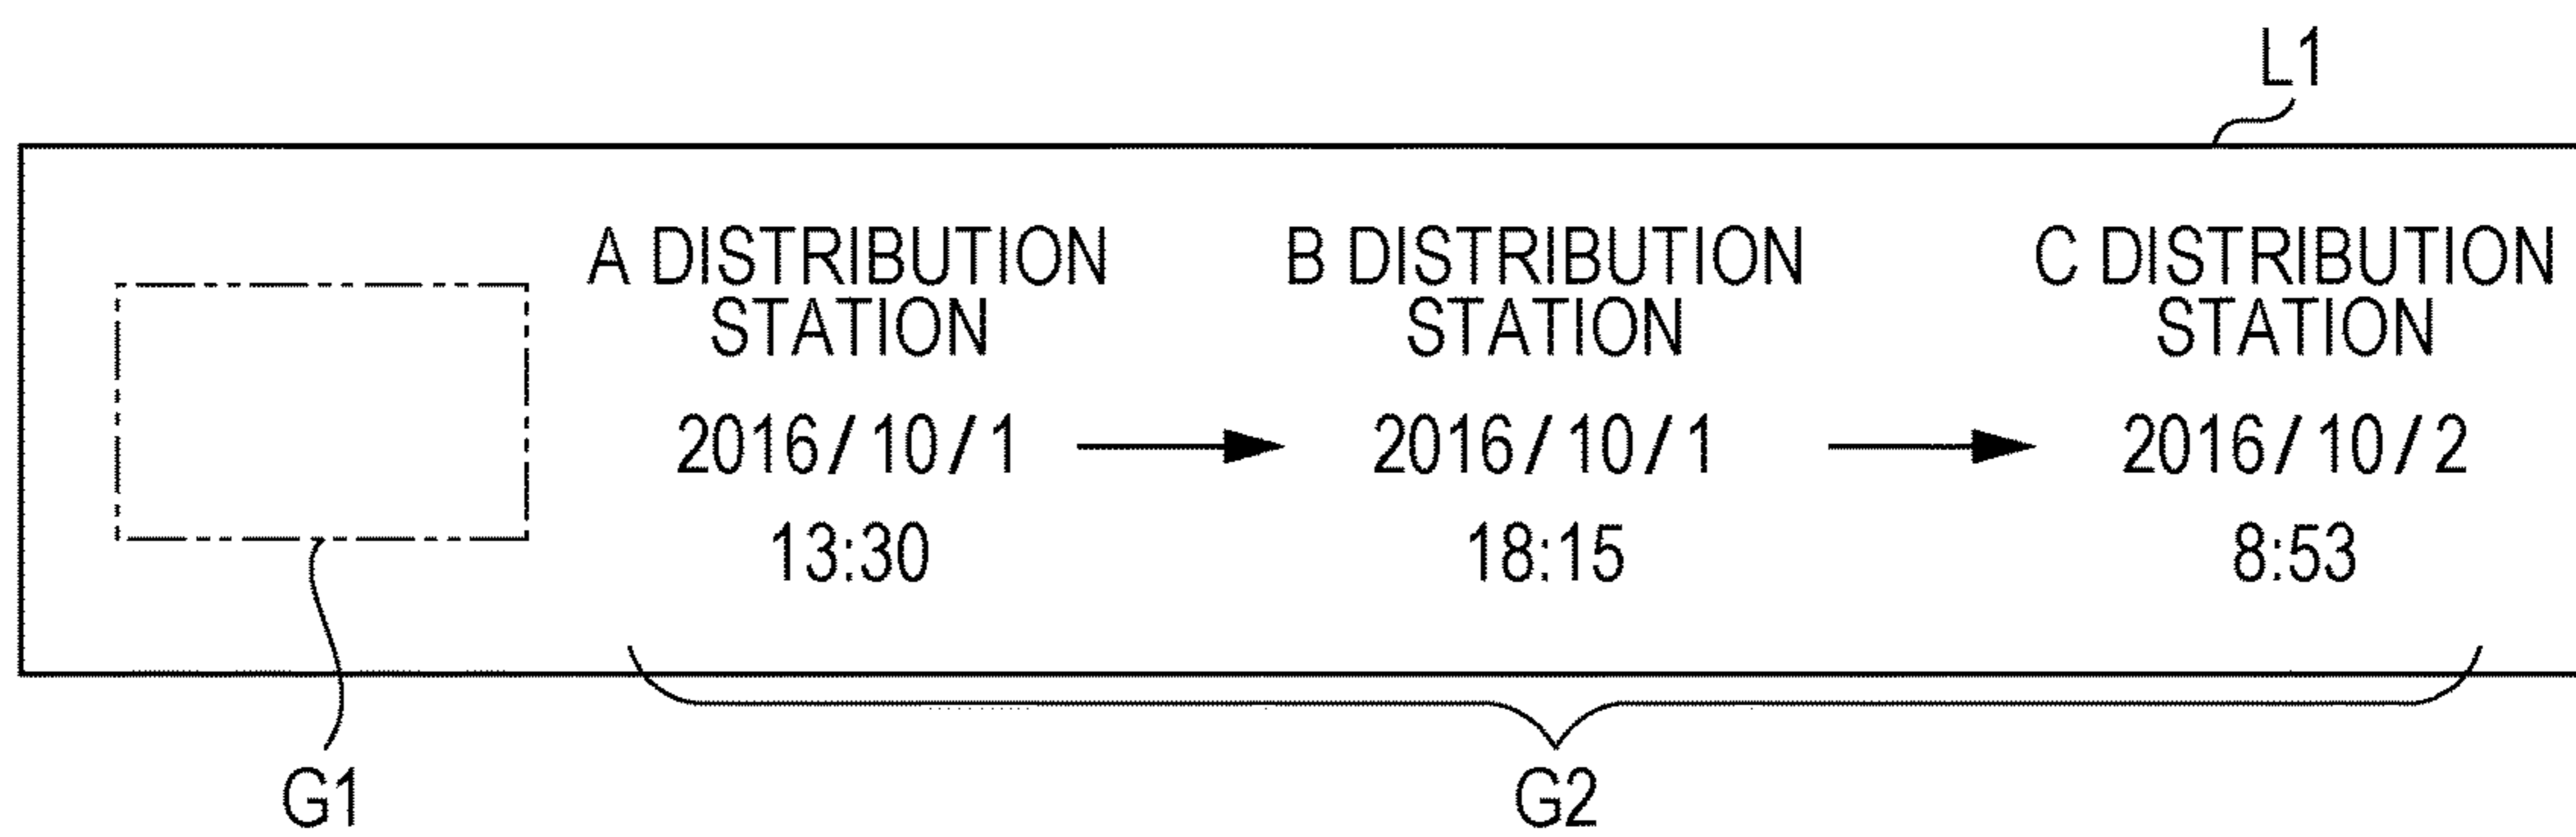 L1
A DISTRIBUTION STATION
B DISTRIBUTION STATION
C DISTRIBUTION STATION
2016/10/1
2016/10/1
2016/10/2
13:30
18:15
8:53
G1
G2